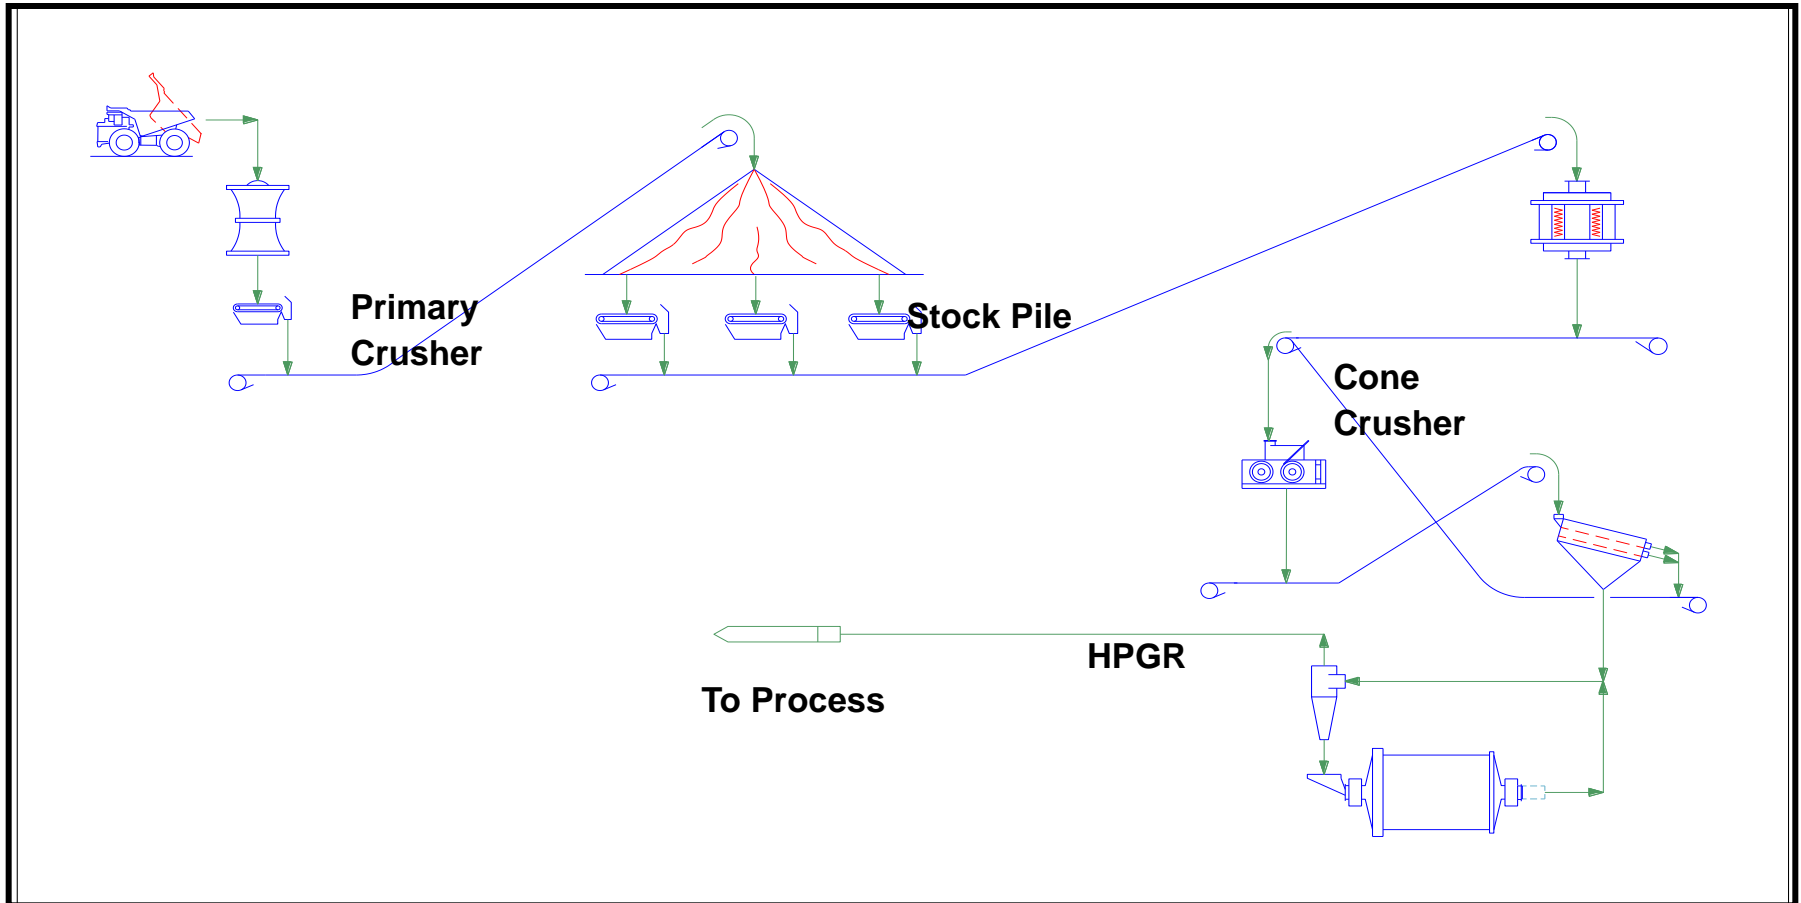 Primary
Crusher
Stock Pile
Cone
Crusher
HPGR
To Process